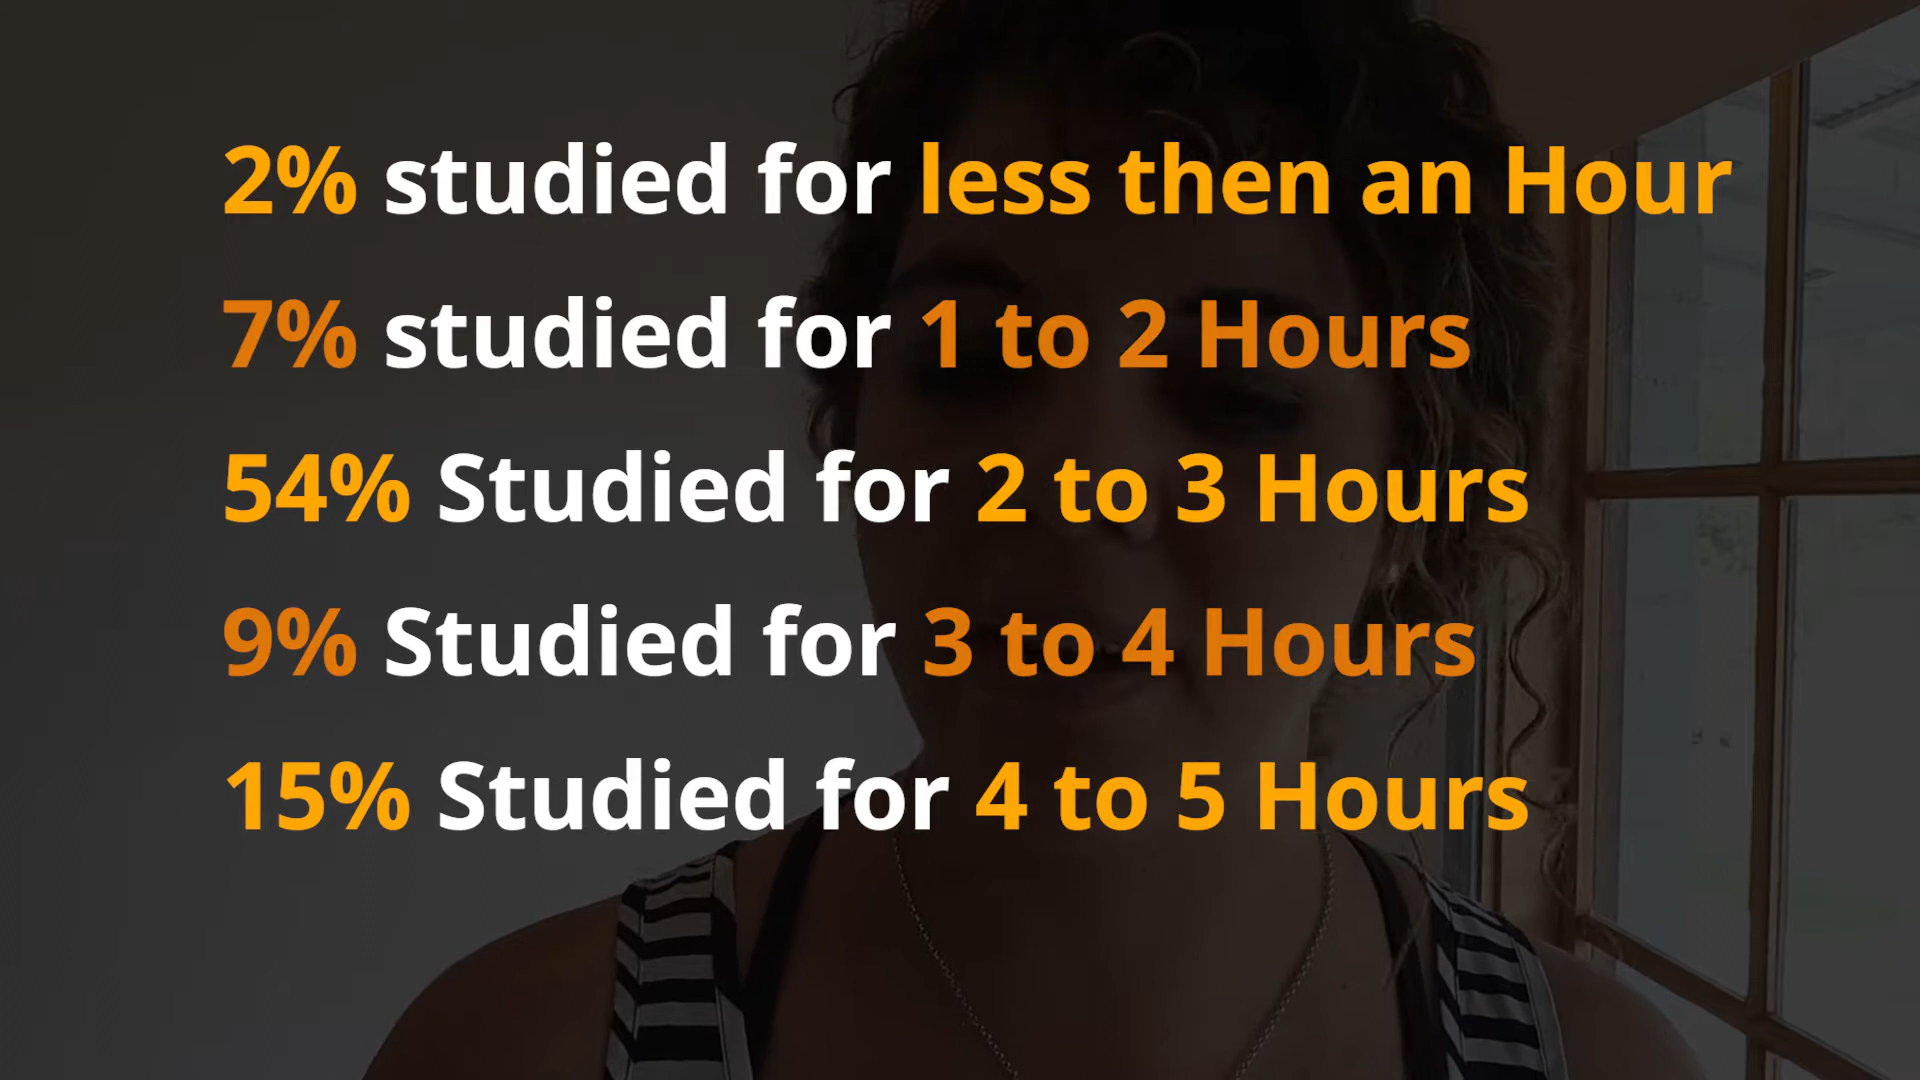 2% studied for less then an Hour
7% studied for 1 to 2 Hours
54% Studied for 2 to 3 Hours
9% Studied for 3 to 4 Hours
15% Studied for 4 to 5 Hours